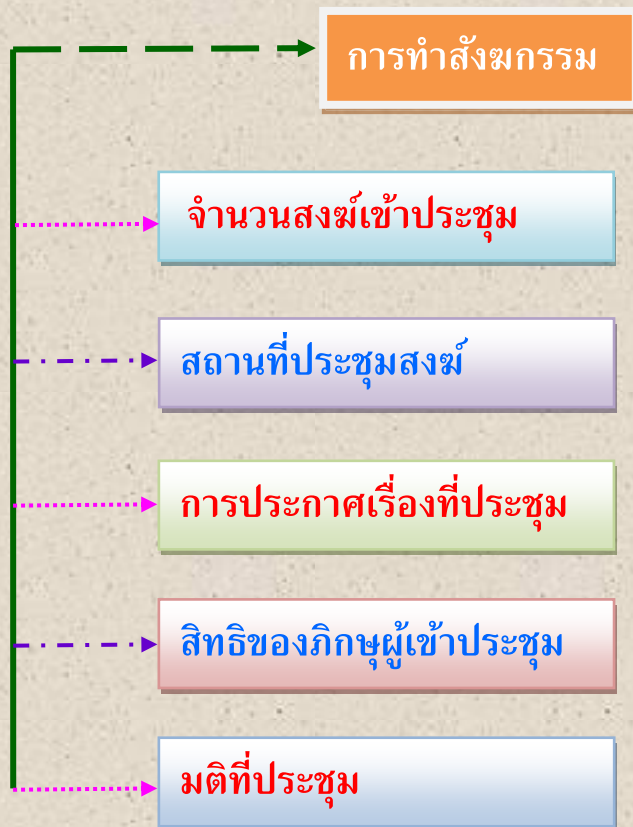 การทำสังฆกรรม
จำนวนสงฆ์เข้าประชุม
สถานที่ประชุมสงฆ์
การประกาศเรื่องที่ประชุม
สิทธิของภิกษุผู้เข้าประชุม
มติที่ประชุม